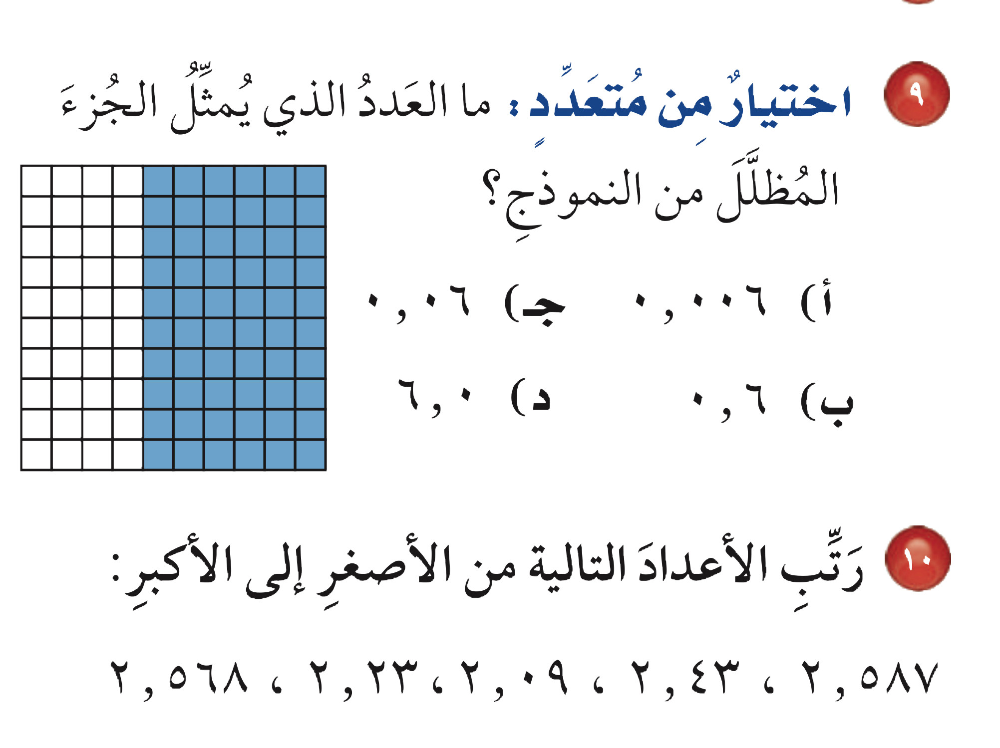 ٩ اختيارٌ مِن مُتعَدِّدٍ: ما العَددُ الذي يُمثِّلُ الجُزءَ
المُظلَّلَ من النموذجِ؟
أ) ٠,٠٠٦ جـ) ٠,٠٦
ب) ٠,٦ د) ٦,٠
١٠ رَتِّبِ الأعدادَ التالية من الأصغرِ إلى الأكبرِ:
٢,٥٨٧ ، ٢,٤٣ ، ٢,٠٩ ، ٢,٢٣ ، ٢,٥٦٨